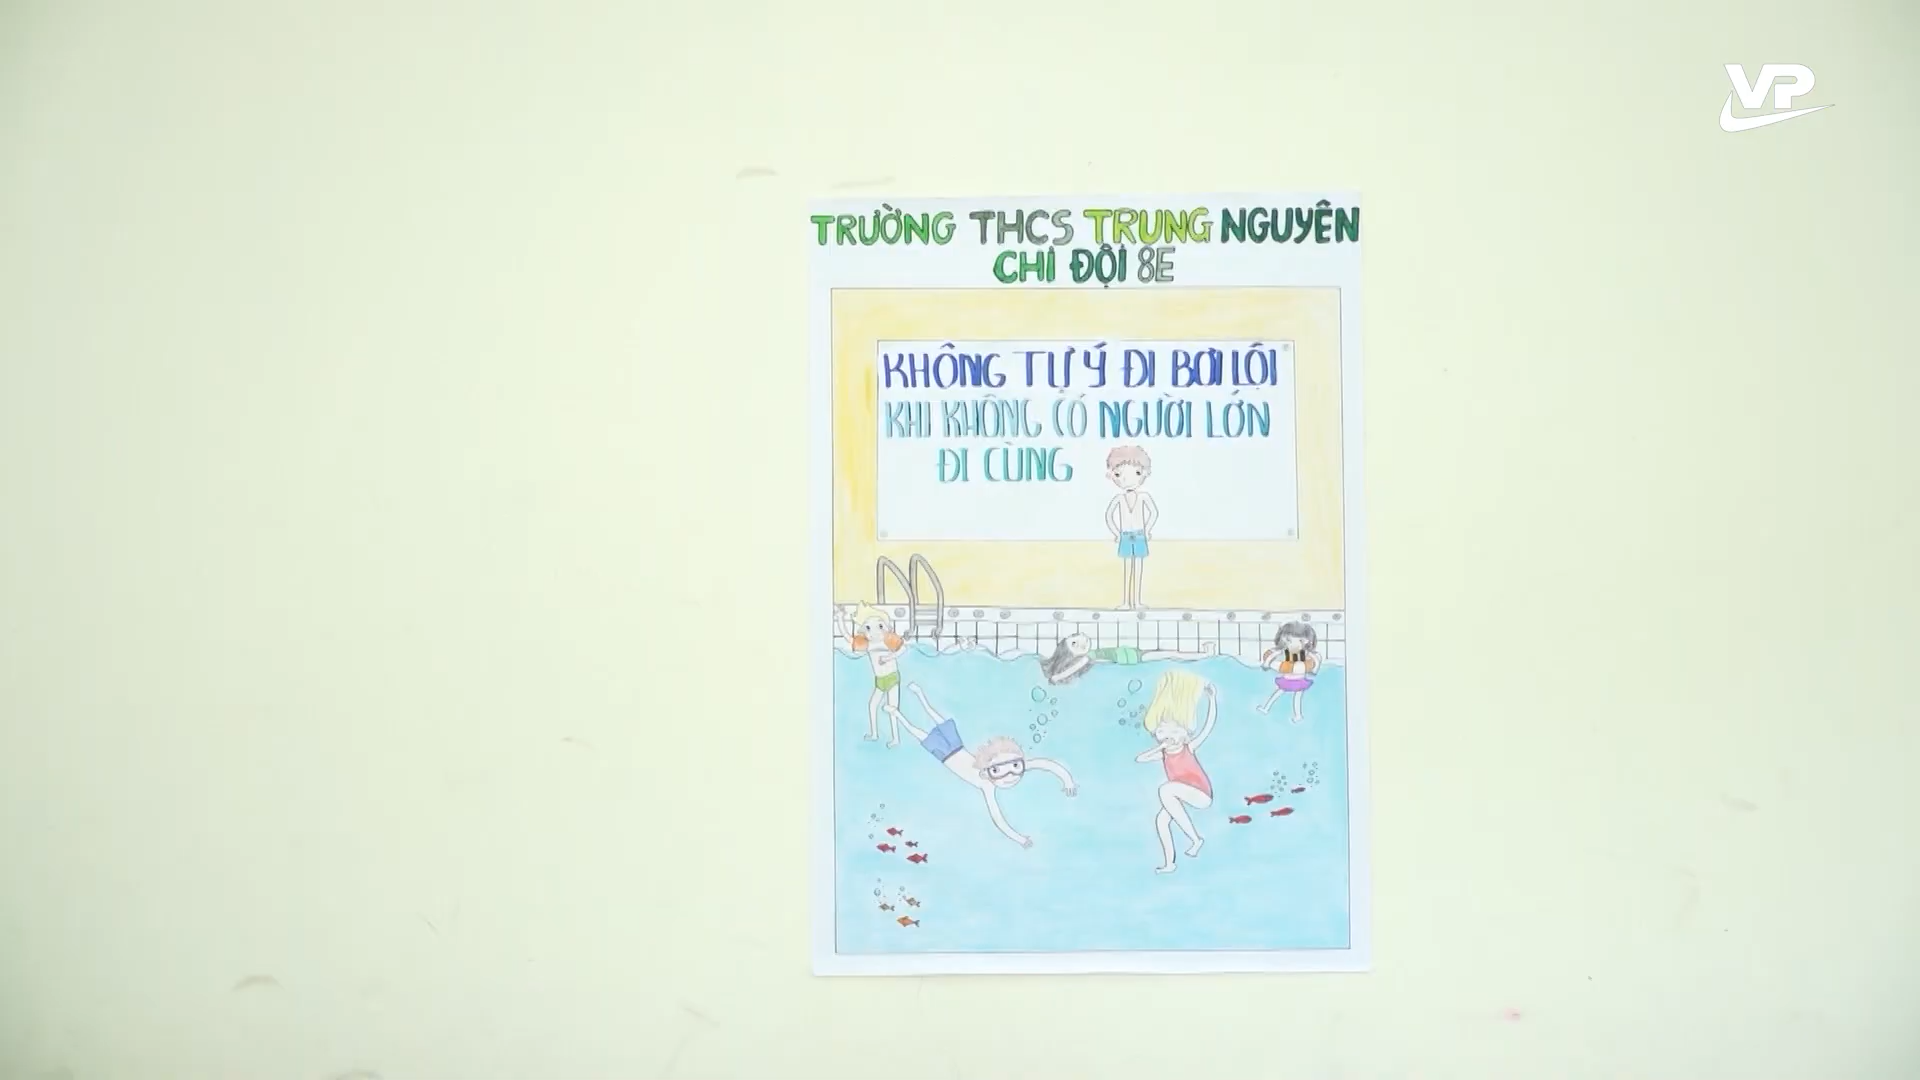 VP
TRƯỜNG THCS TRUNG NGUYÊN
CHI ĐỘI 8E
KHÔNG TỰ Ý ĐI BƠI LỘI
KHI KHÔNG CÓ NGƯỜI LỚN
ĐI CÙNG